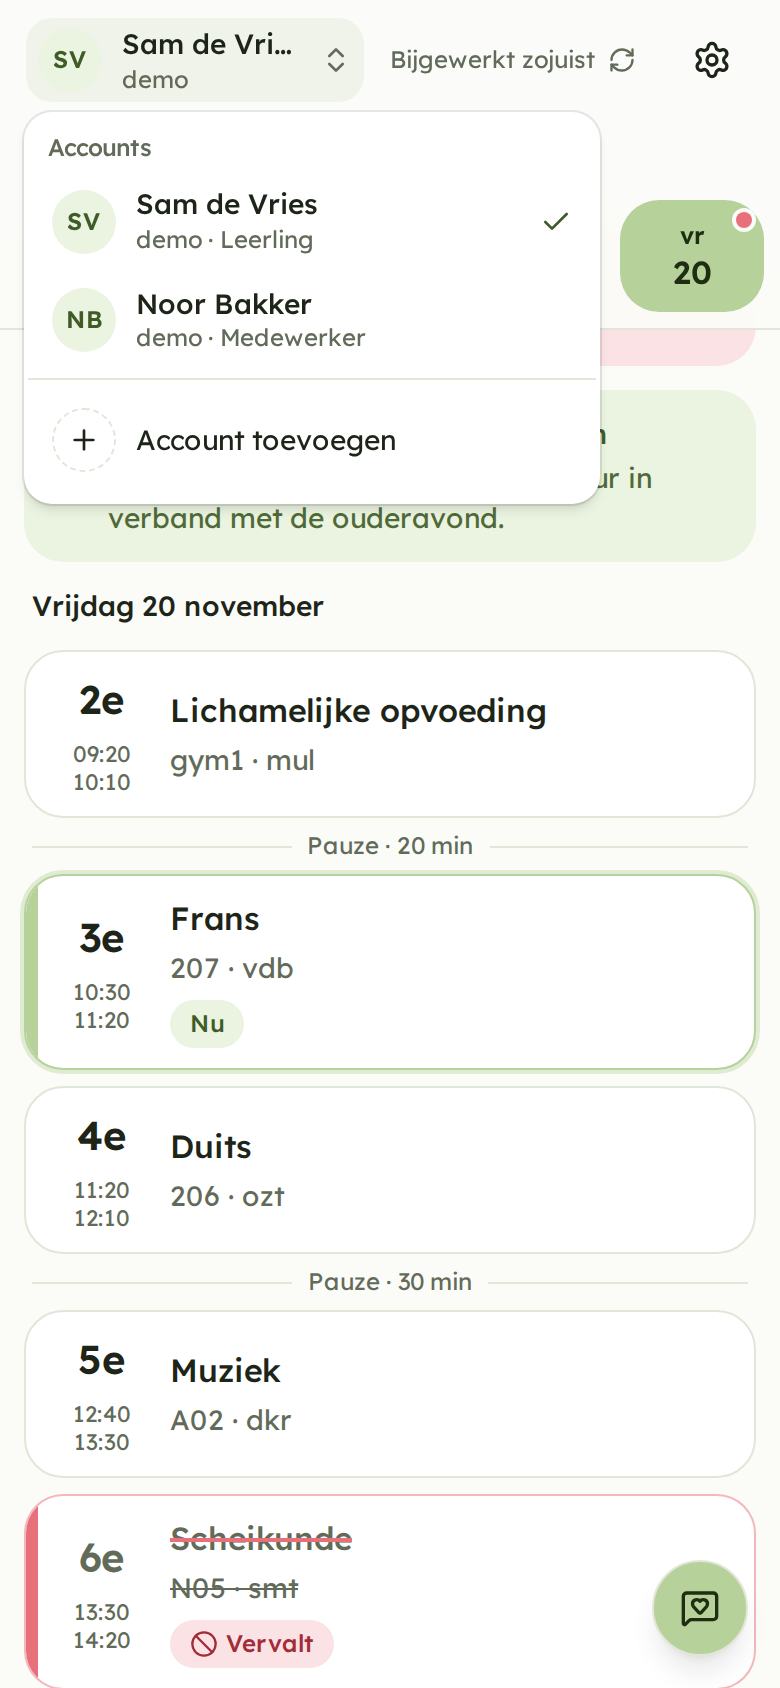 SV
Sam de Vri...
demo
Bijgewerkt zojuist
Accounts
SV
Sam de Vries
demo · Leerling
NB
Noor Bakker
demo · Medewerker
Account toevoegen
vr
20
in
verband met de ouderavond.
Vrijdag 20 november
2e
09:20
10:10
Lichamelijke opvoeding
gym1 · mul
Pauze · 20 min
3e
10:30
11:20
Frans
207 · vdb
Nu
4e
11:20
12:10
Duits
206 · ozt
Pauze · 30 min
5e
12:40
13:30
Muziek
A02 · dkr
6e
13:30
14:20
Scheikunde
N05 · smt
Vervalt